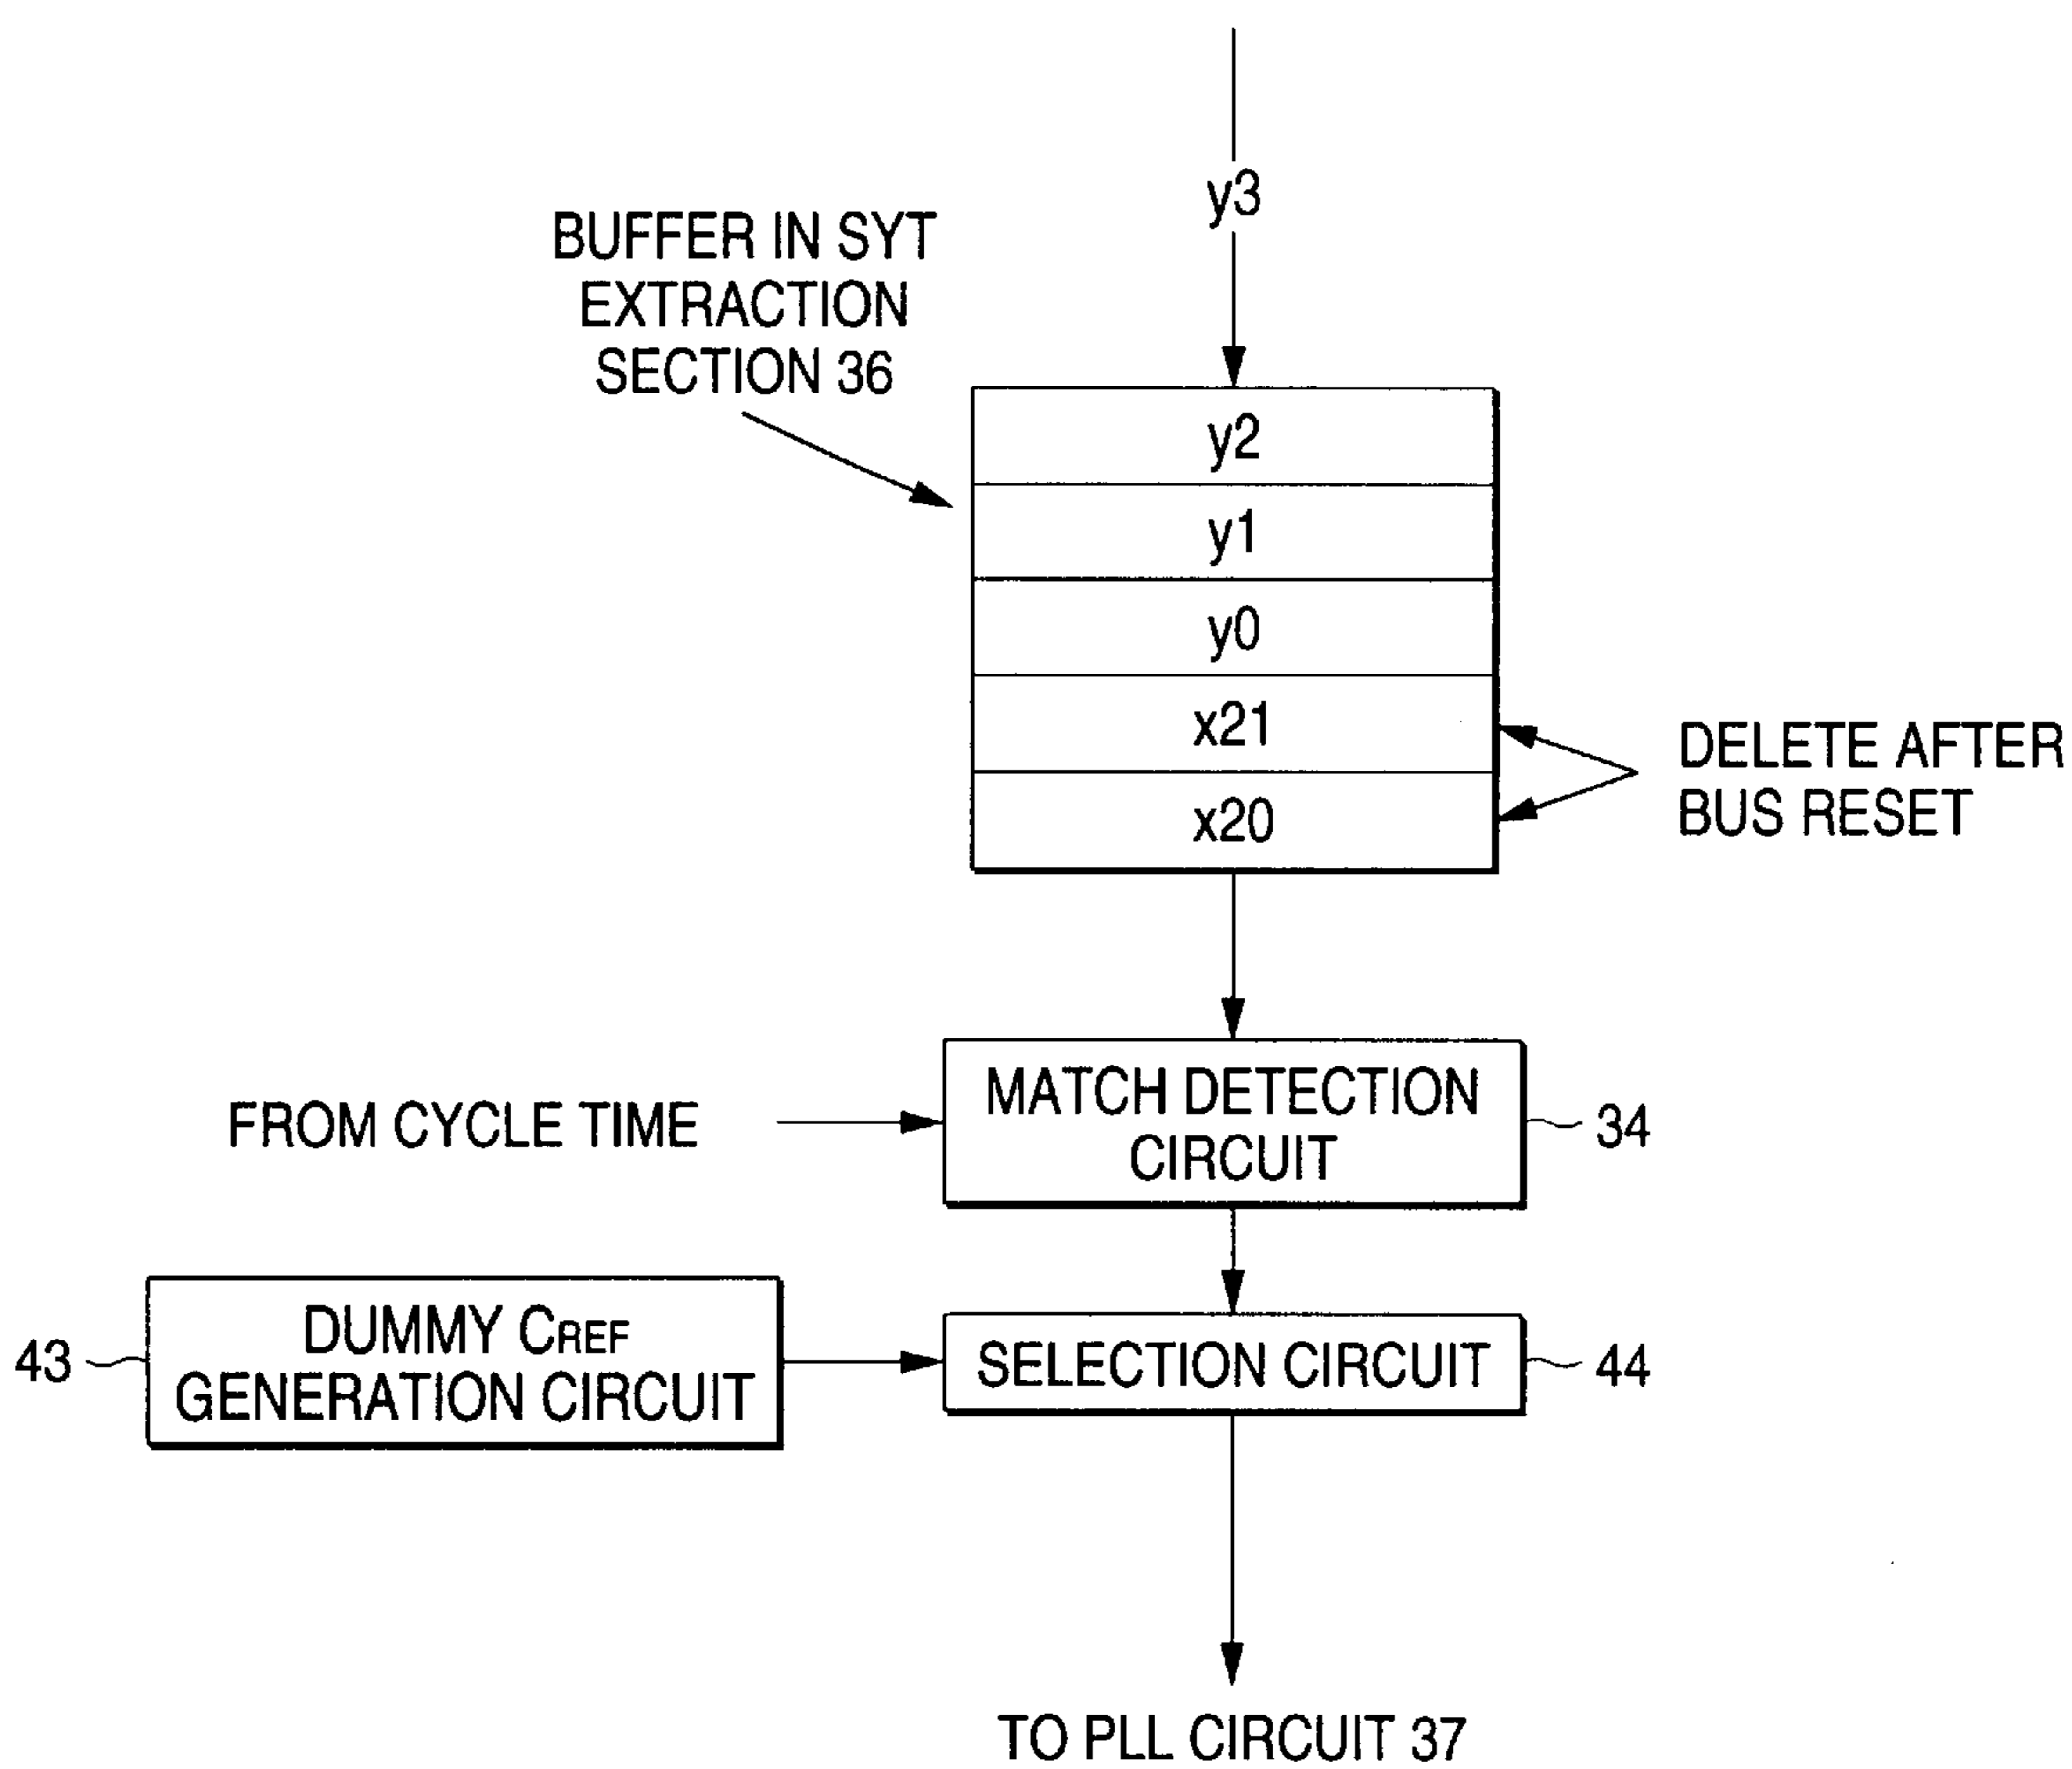 y3
BUFFER IN SYT
EXTRACTION
SECTION 36
y2
y1
y0
x21
x20
DELETE AFTER
BUS RESET
FROM CYCLE TIME
MATCH DETECTION
CIRCUIT
34
43
DUMMY CREF
GENERATION CIRCUIT
SELECTION CIRCUIT
44
TO PLL CIRCUIT 37